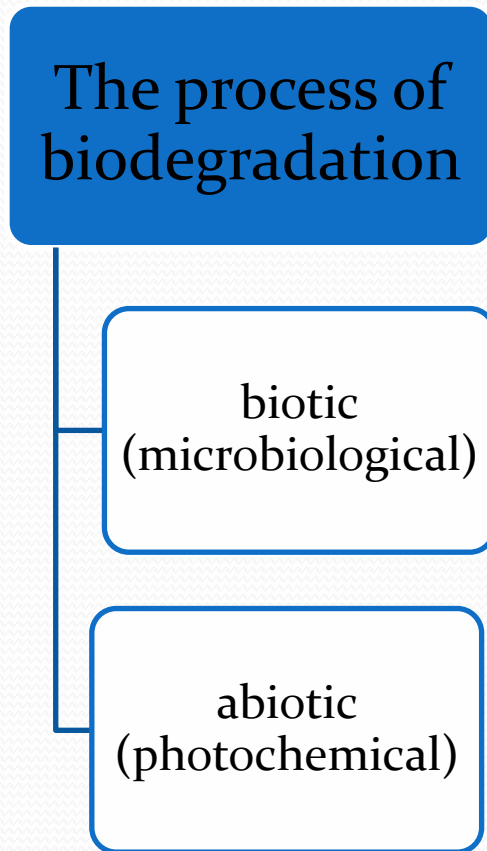 The process of
biodegradation
biotic
(microbiological)
abiotic
(photochemical)